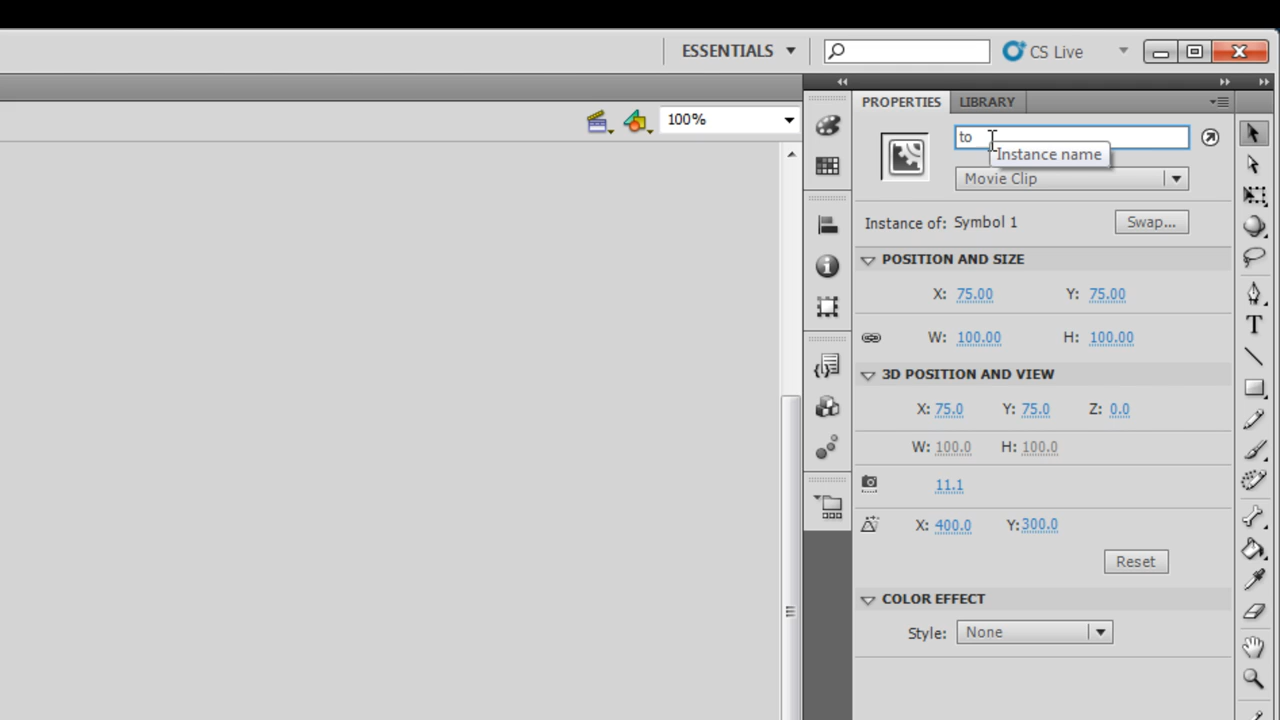 ESSENTIALS
CS Live
PROPERTIES LIBRARY
100%
to
Instance name
Movie Clip
Instance of: Symbol 1 Swap...
POSITION AND SIZE
X: 75.00 Y: 75.00
W: 100.00 H: 100.00
3D POSITION AND VIEW
X: 75.0 Y: 75.0 Z: 0.0
W: 100.0 H: 100.0
11.1
X: 400.0 Y: 300.0
Reset
COLOR EFFECT
Style: None